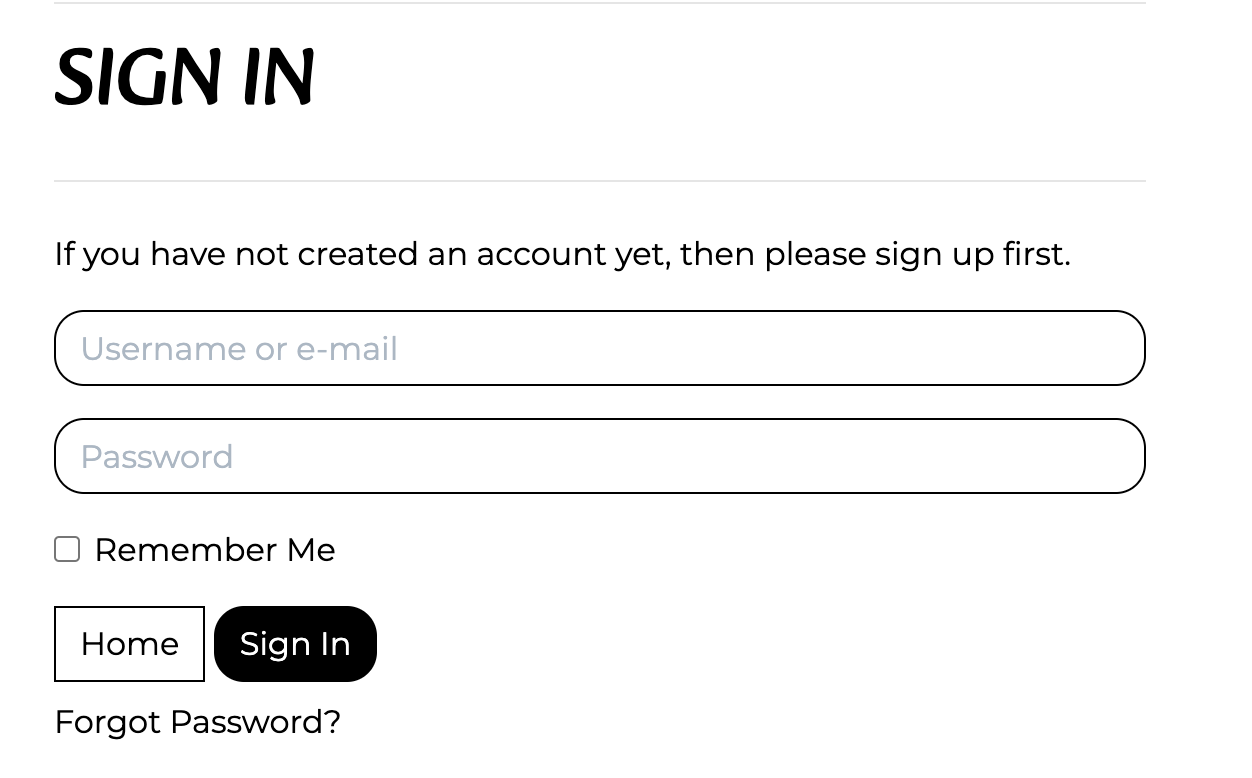 SIGN IN
If you have not created an account yet, then please sign up first.
Username or e-mail
Password
Remember Me
Home Sign In
Forgot Password?